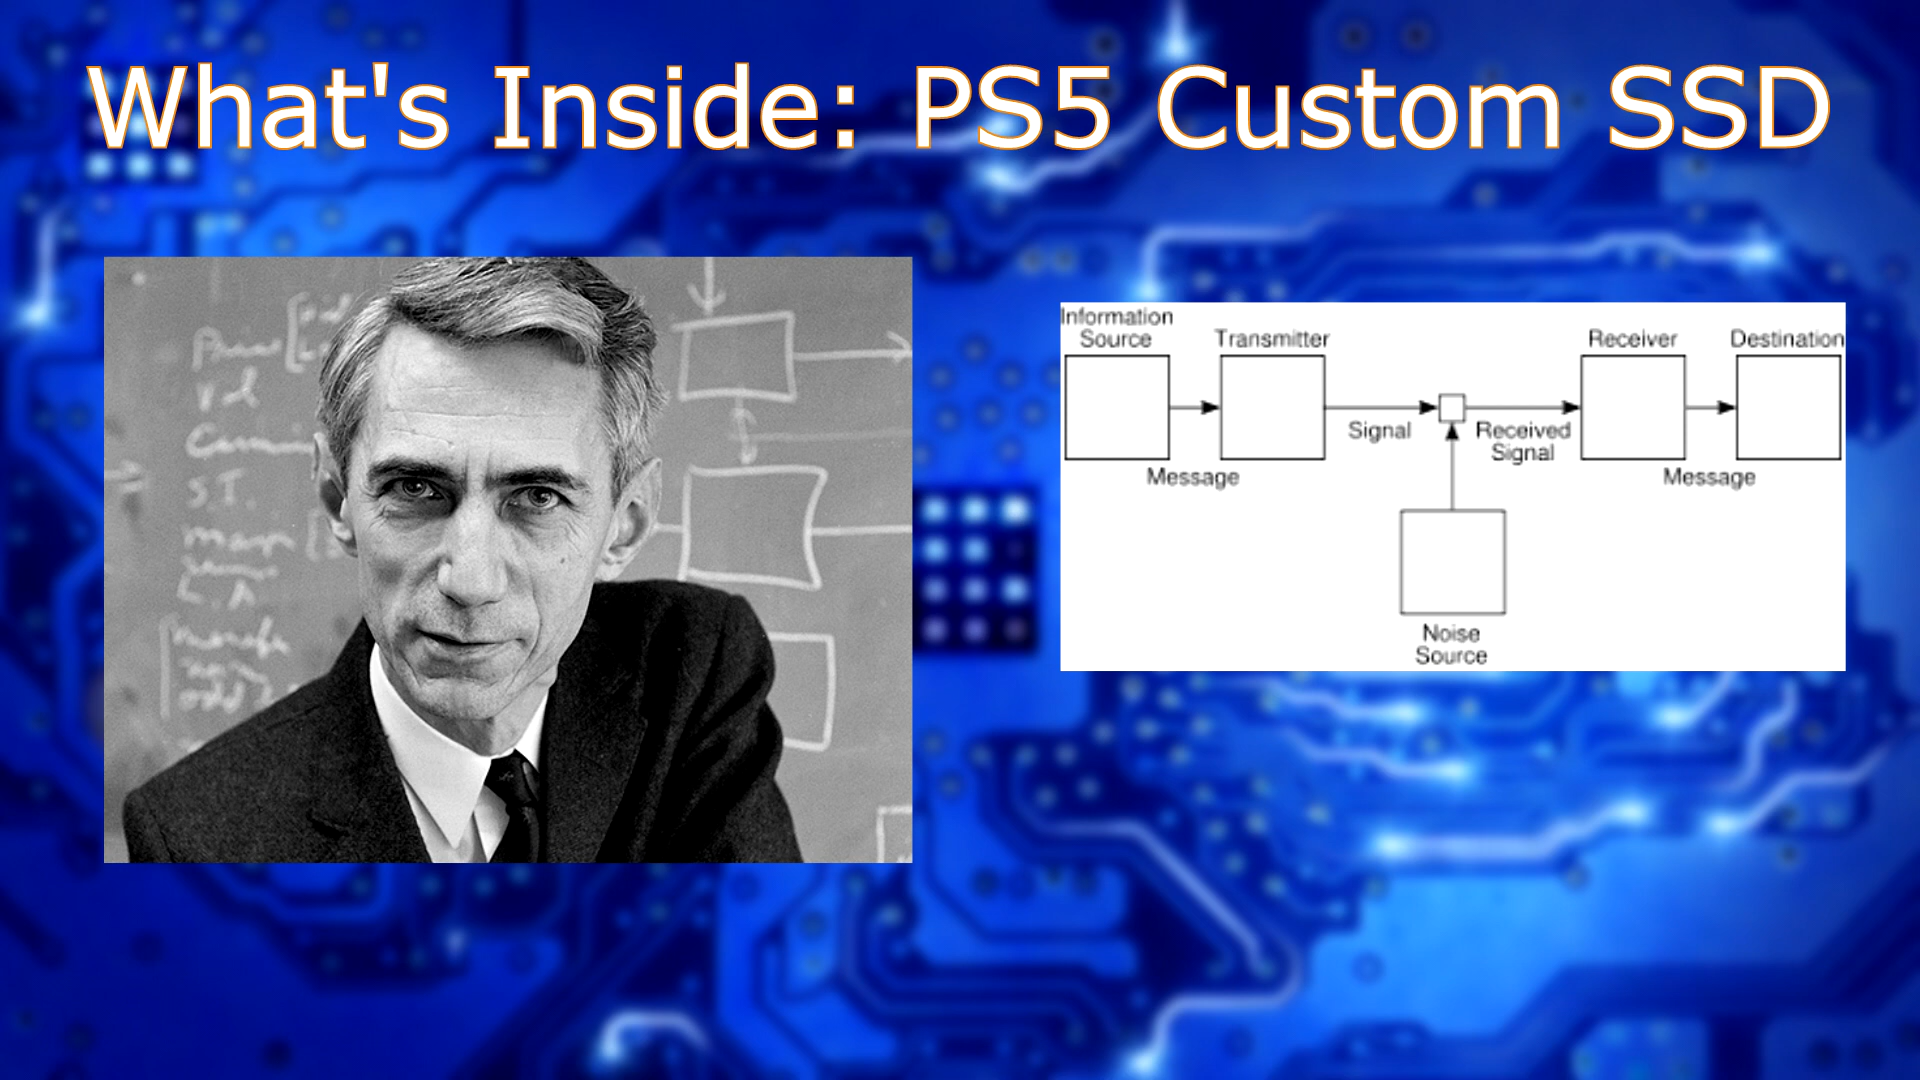 What's Inside: PS5 Custom SSD
Information
Source
Transmitter
Receiver
Destination
Signal
Received
Signal
Message
Message
Noise
Source
S.T.